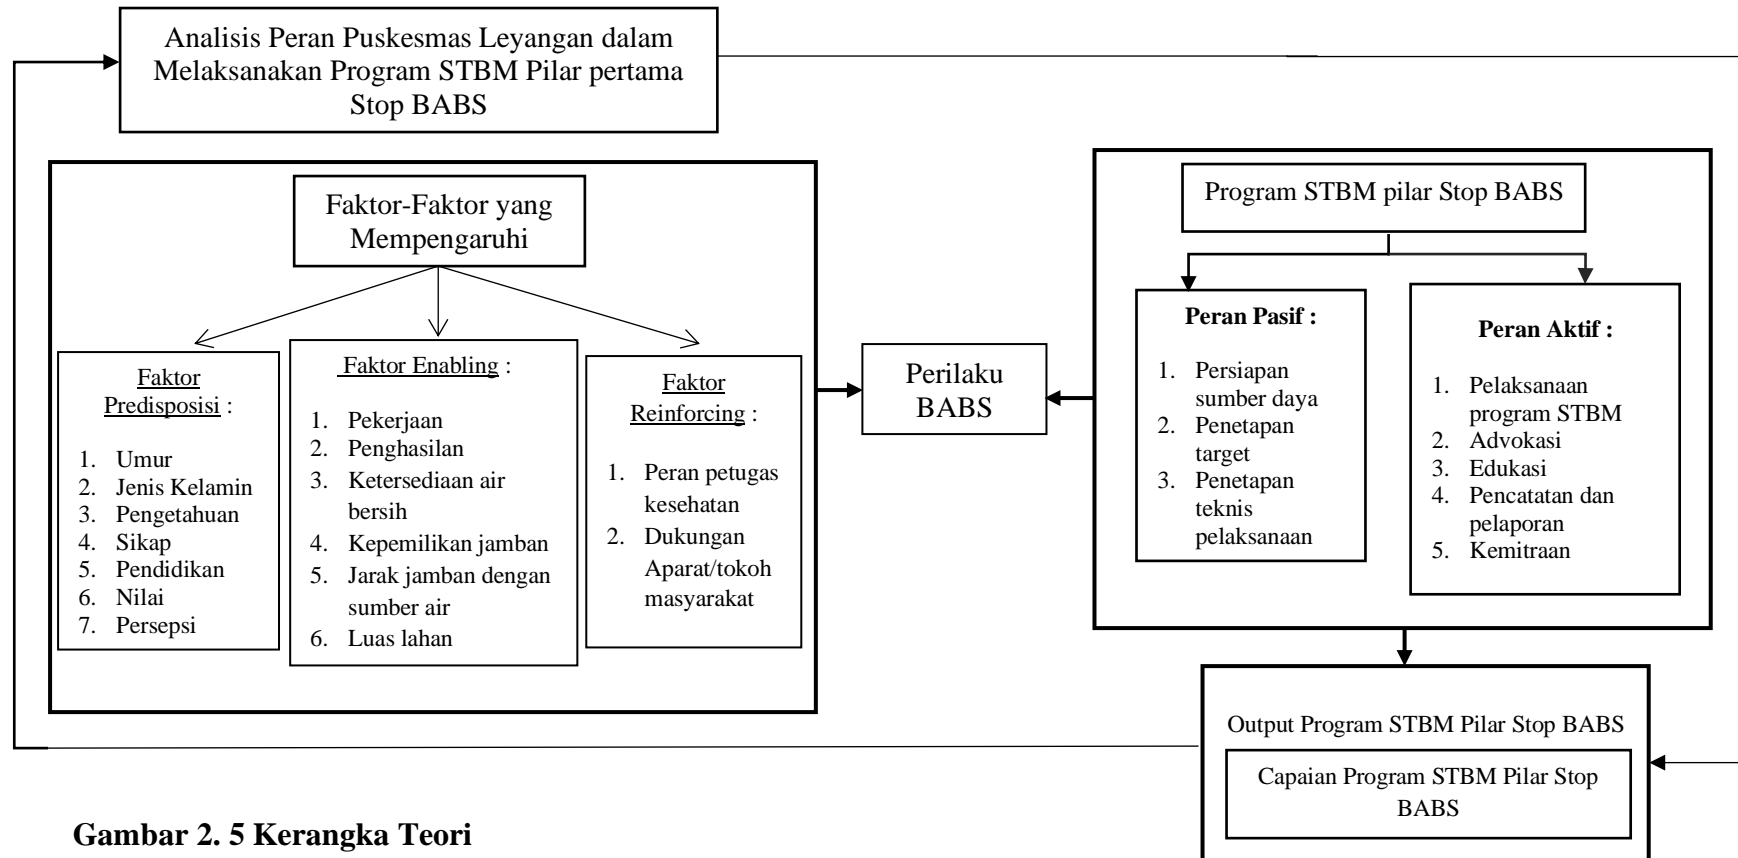 Analisis Peran Puskesmas Leyangan dalam
Melaksanakan Program STBM Pilar pertama
Stop BABS
Faktor-Faktor yang
Mempengaruhi
Faktor
Predisposisi :
1. Umur
2. Jenis Kelamin
3. Pengetahuan
4. Sikap
5. Pendidikan
6. Nilai
7. Persepsi
Faktor Enabling :
1. Pekerjaan
2. Penghasilan
3. Ketersediaan air
bersih
4. Kepemilikan jamban
5. Jarak jamban dengan
sumber air
6. Luas lahan
Faktor
Reinforcing :
1. Peran petugas
kesehatan
2. Dukungan
Aparat/tokoh
masyarakat
Perilaku
BABS
Program STBM pilar Stop BABS
Peran Pasif :
1. Persiapan
sumber daya
2. Penetapan
target
3. Penetapan
teknis
pelaksanaan
Peran Aktif :
1. Pelaksanaan
program STBM
2. Advokasi
3. Edukasi
4. Pencatatan dan
pelaporan
5. Kemitraan
Output Program STBM Pilar Stop BABS
Capaian Program STBM Pilar Stop
BABS
Gambar 2. 5 Kerangka Teori